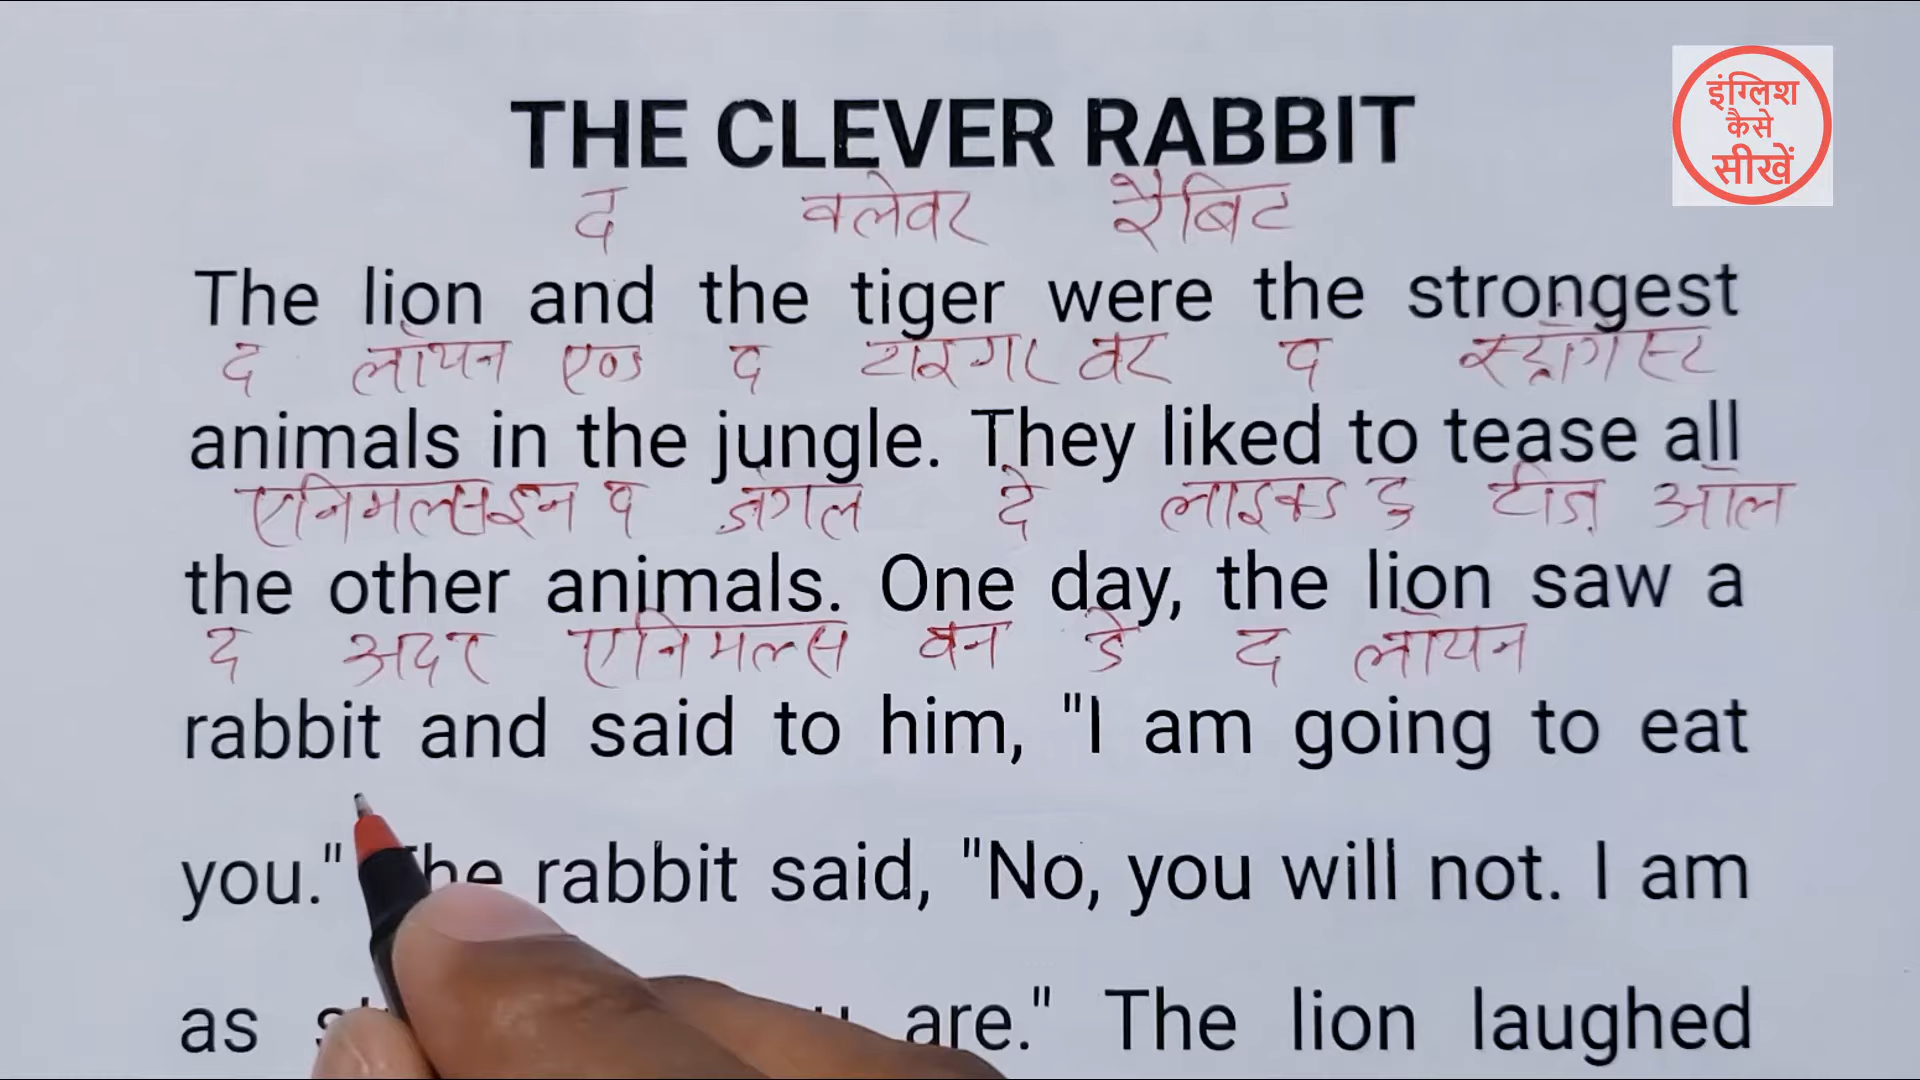 THE CLEVER RABBIT
द क्लेवर रैबिट
The lion and the tiger were the strongest
द लॉयन एण्ड द टाइगर वर द स्ट्रॉंगेस्ट
animals in the jungle. They liked to tease all
एनिमल्स इन द जंगल दे लाइक्ड टु टीज़ ऑल
the other animals. One day, the lion saw a
द अदर एनिमल्स वन डे द लॉयन
rabbit and said to him, "I am going to eat
you." The rabbit said, "No, you will not. I am
as are." The lion laughed
इंग्लिश
कैसे
सीखें